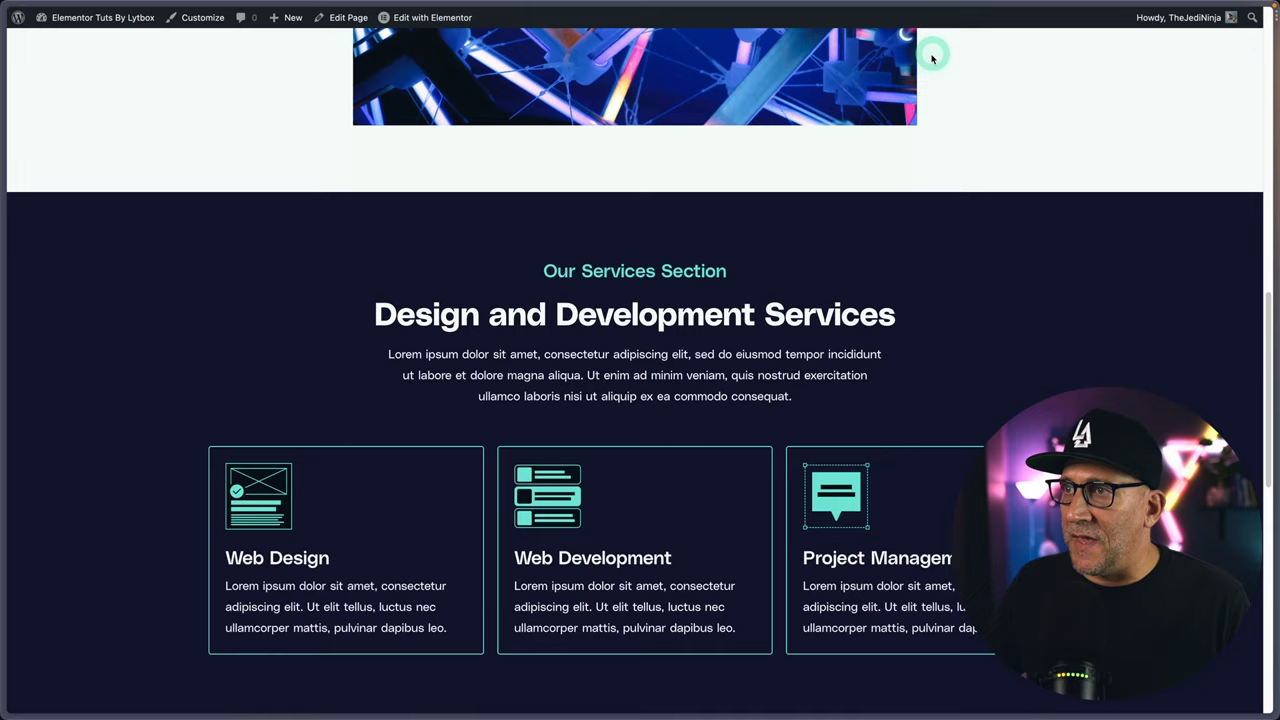 Elementor Tuts By Lytbox Customize 0 New Edit Page Edit with Elementor Howdy, TheJediNinja
Our Services Section
Design and Development Services
Lorem ipsum dolor sit amet, consectetur adipiscing elit, sed do eiusmod tempor incididunt
ut labore et dolore magna aliqua. Ut enim ad minim veniam, quis nostrud exercitation
ullamco laboris nisi ut aliquip ex ea commodo consequat.
Web Design
Lorem ipsum dolor sit amet, consectetur
adipiscing elit. Ut elit tellus, luctus nec
ullamcorper mattis, pulvinar dapibus leo.
Web Development
Lorem ipsum dolor sit amet, consectetur
adipiscing elit. Ut elit tellus, luctus nec
ullamcorper mattis, pulvinar dapibus leo.
Project Managem
Lorem ipsum dolor sit amet,
adipiscing elit. Ut elit tellus, lu
ullamcorper mattis, pulvinar dap